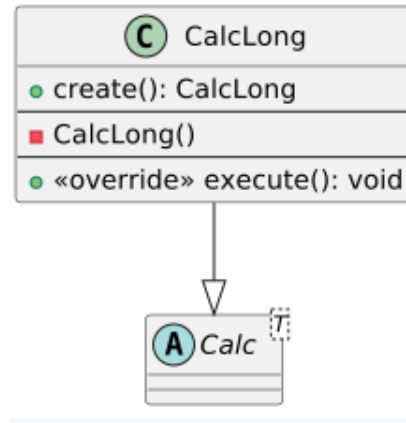 C CalcLong
create(): CalcLong
CalcLong()
«override» execute(): void
T
A Calc